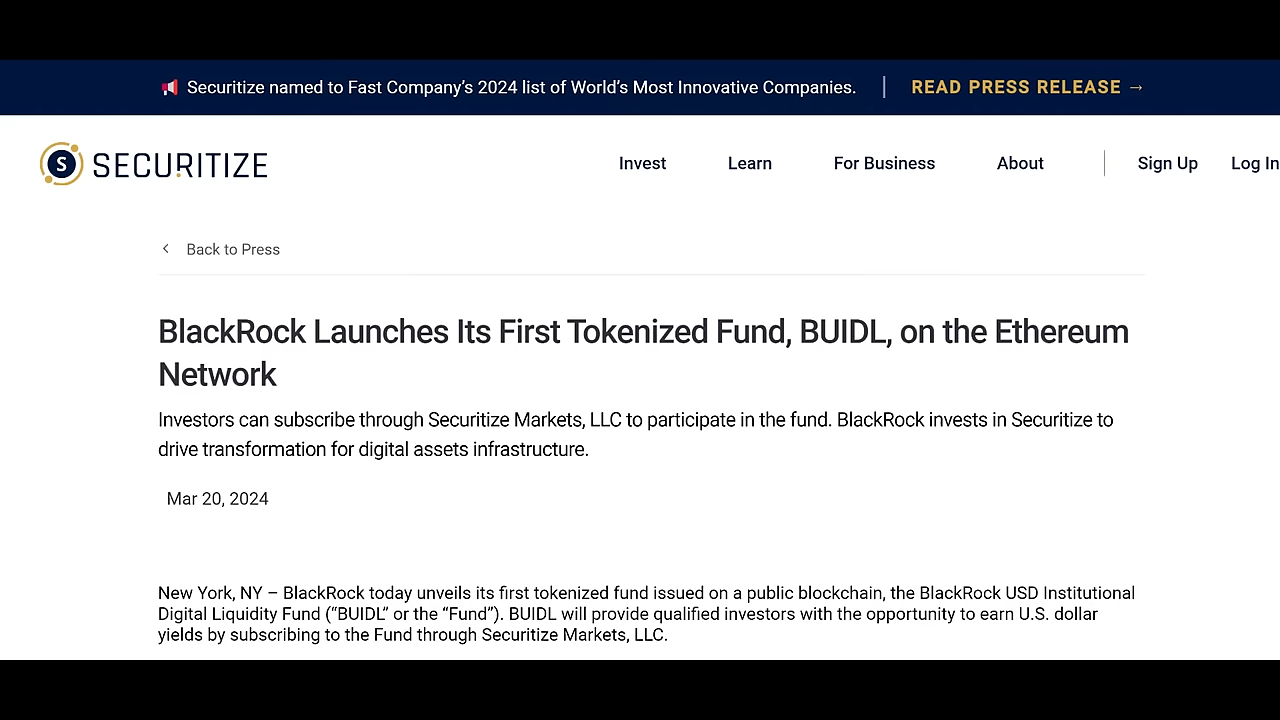 Securitize named to Fast Company’s 2024 list of World’s Most Innovative Companies. | READ PRESS RELEASE →
S SECURITIZE Invest Learn For Business About Sign Up Log In
Back to Press
BlackRock Launches Its First Tokenized Fund, BUIDL, on the Ethereum
Network
Investors can subscribe through Securitize Markets, LLC to participate in the fund. BlackRock invests in Securitize to
drive transformation for digital assets infrastructure.
Mar 20, 2024
New York, NY – BlackRock today unveils its first tokenized fund issued on a public blockchain, the BlackRock USD Institutional
Digital Liquidity Fund (“BUIDL” or the “Fund”). BUIDL will provide qualified investors with the opportunity to earn U.S. dollar
yields by subscribing to the Fund through Securitize Markets, LLC.